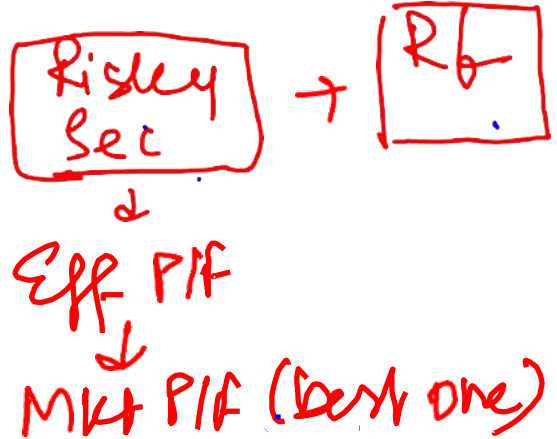 Risky + Rf
Sec
↓
Eff P/F
↓
Mkt P/F (best one)